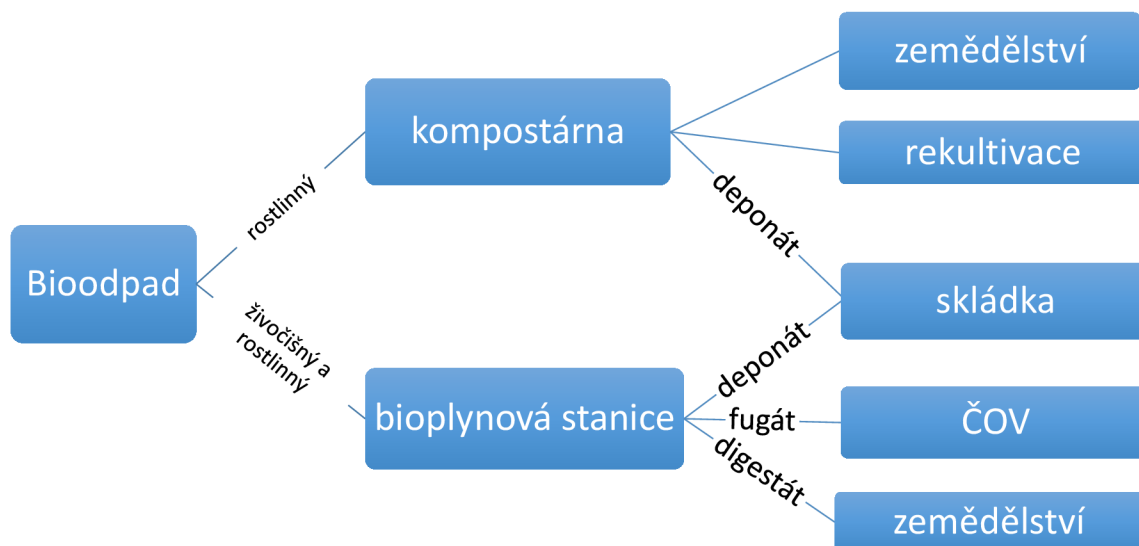 Bioodpad
rostlinný
živočišný a
rostlinný
kompostárna
bioplynová stanice
deponát
deponát
fugát
digestát
zemědělství
rekultivace
skládka
ČOV
zemědělství